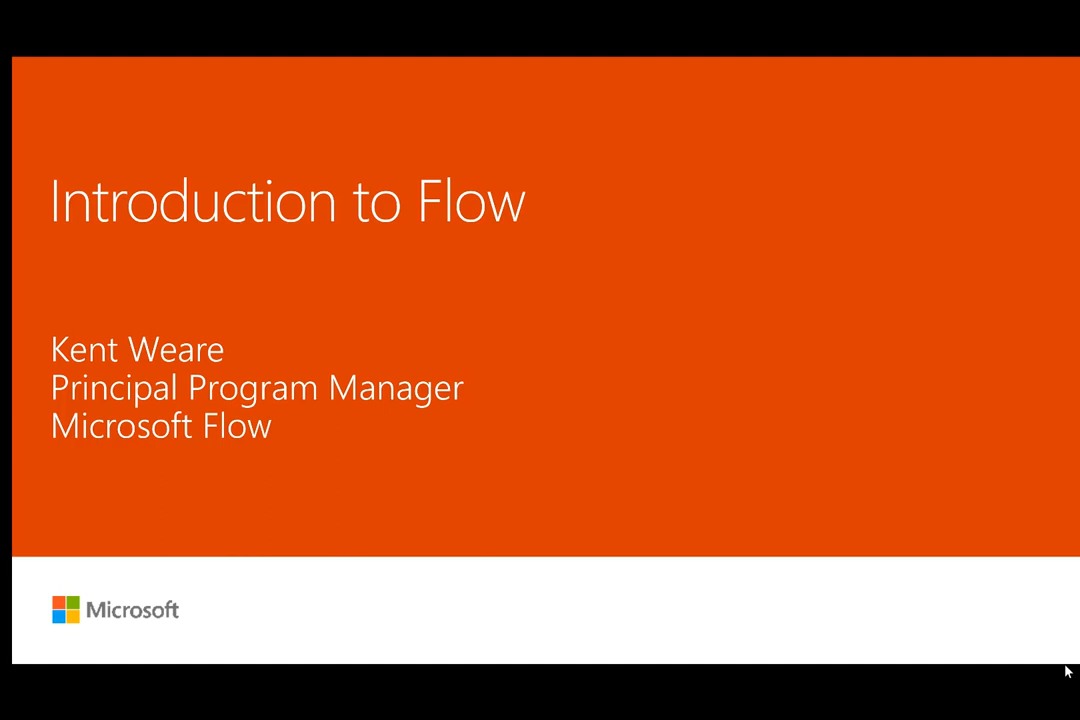 Introduction to Flow
Kent Weare
Principal Program Manager
Microsoft Flow
Microsoft